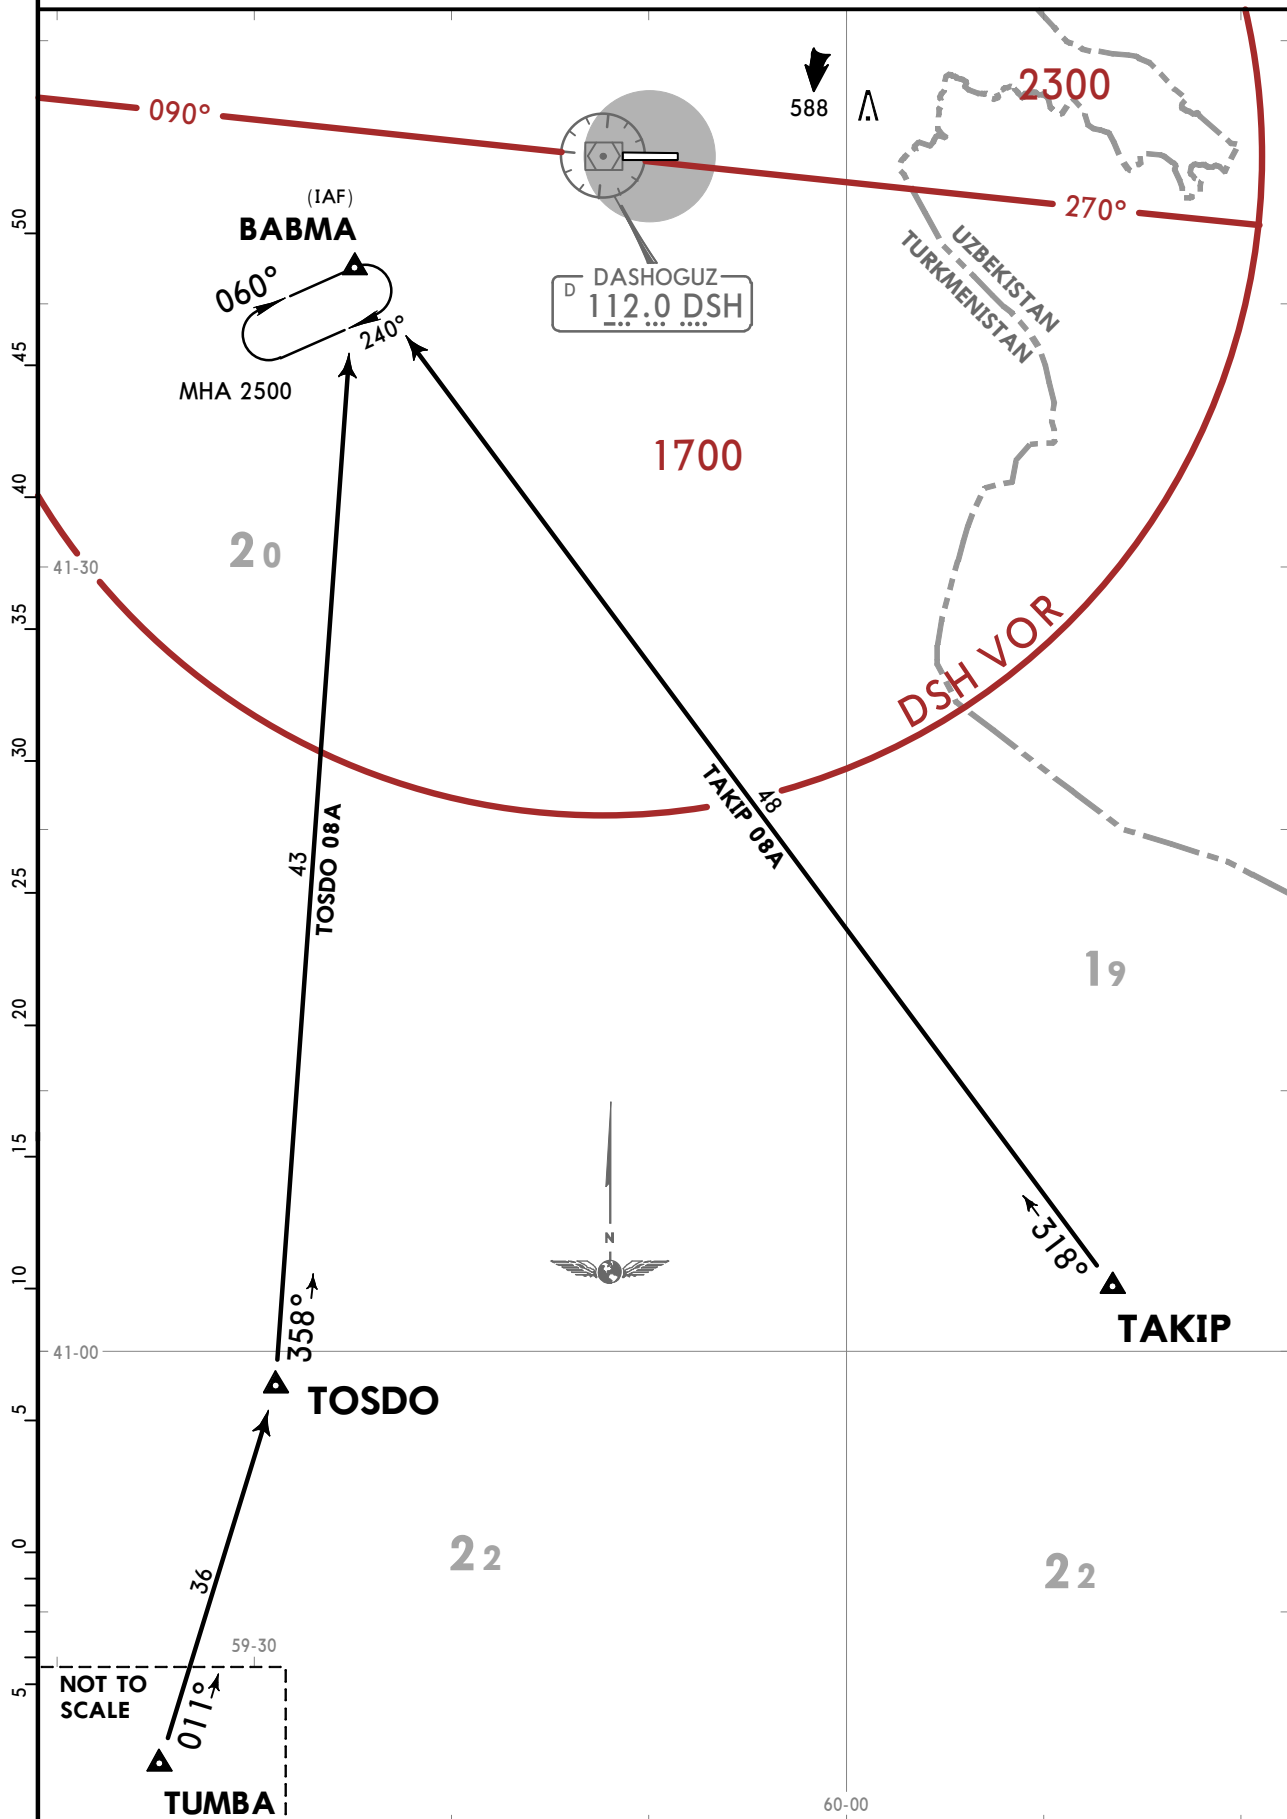 2300
588
090°
(IAF)
BABMA
270°
50
060°
DASHOGUZ
D 112.0 DSH
UZBEKISTAN
TURKMENISTAN
240°
45
MHA 2500
1700
40
20
41-30
35
DSH VOR
30
48
TAKIP 08A
43
TOSDO 08A
25
19
20
15
N
318°
10
358°
TAKIP
41-00
TOSDO
5
0
22
22
36
59-30
NOT TO
SCALE
5
011°
TUMBA
60-00